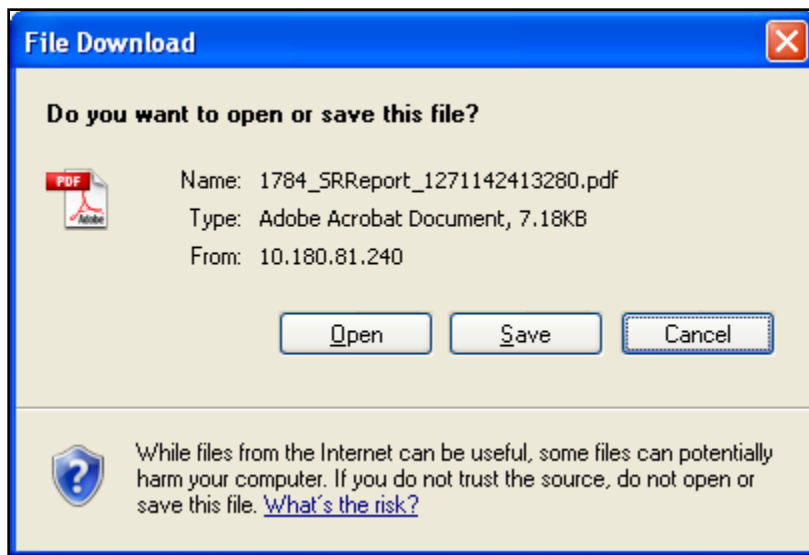 File Download
Do you want to open or save this file?
PDF
Adobe
Name: 1784_SRReport_1271142413280.pdf
Type: Adobe Acrobat Document, 7.18KB
From: 10.180.81.240
Open Save Cancel
While files from the Internet can be useful, some files can potentially
harm your computer. If you do not trust the source, do not open or
save this file. What's the risk?